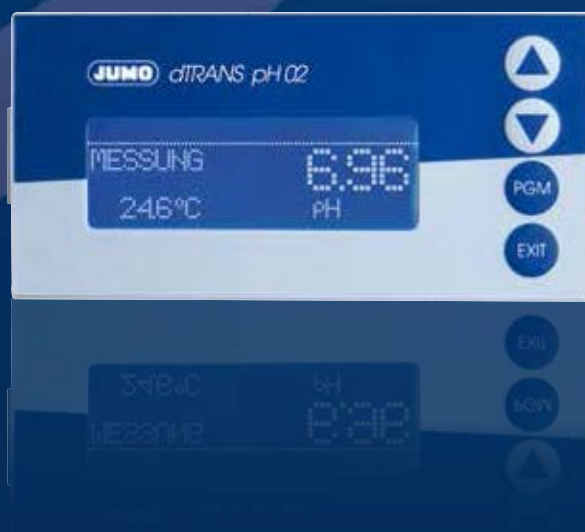 JUMO dTRANS pH 02
MESSUNG 6.96
24.6°C pH
PGM
EXIT